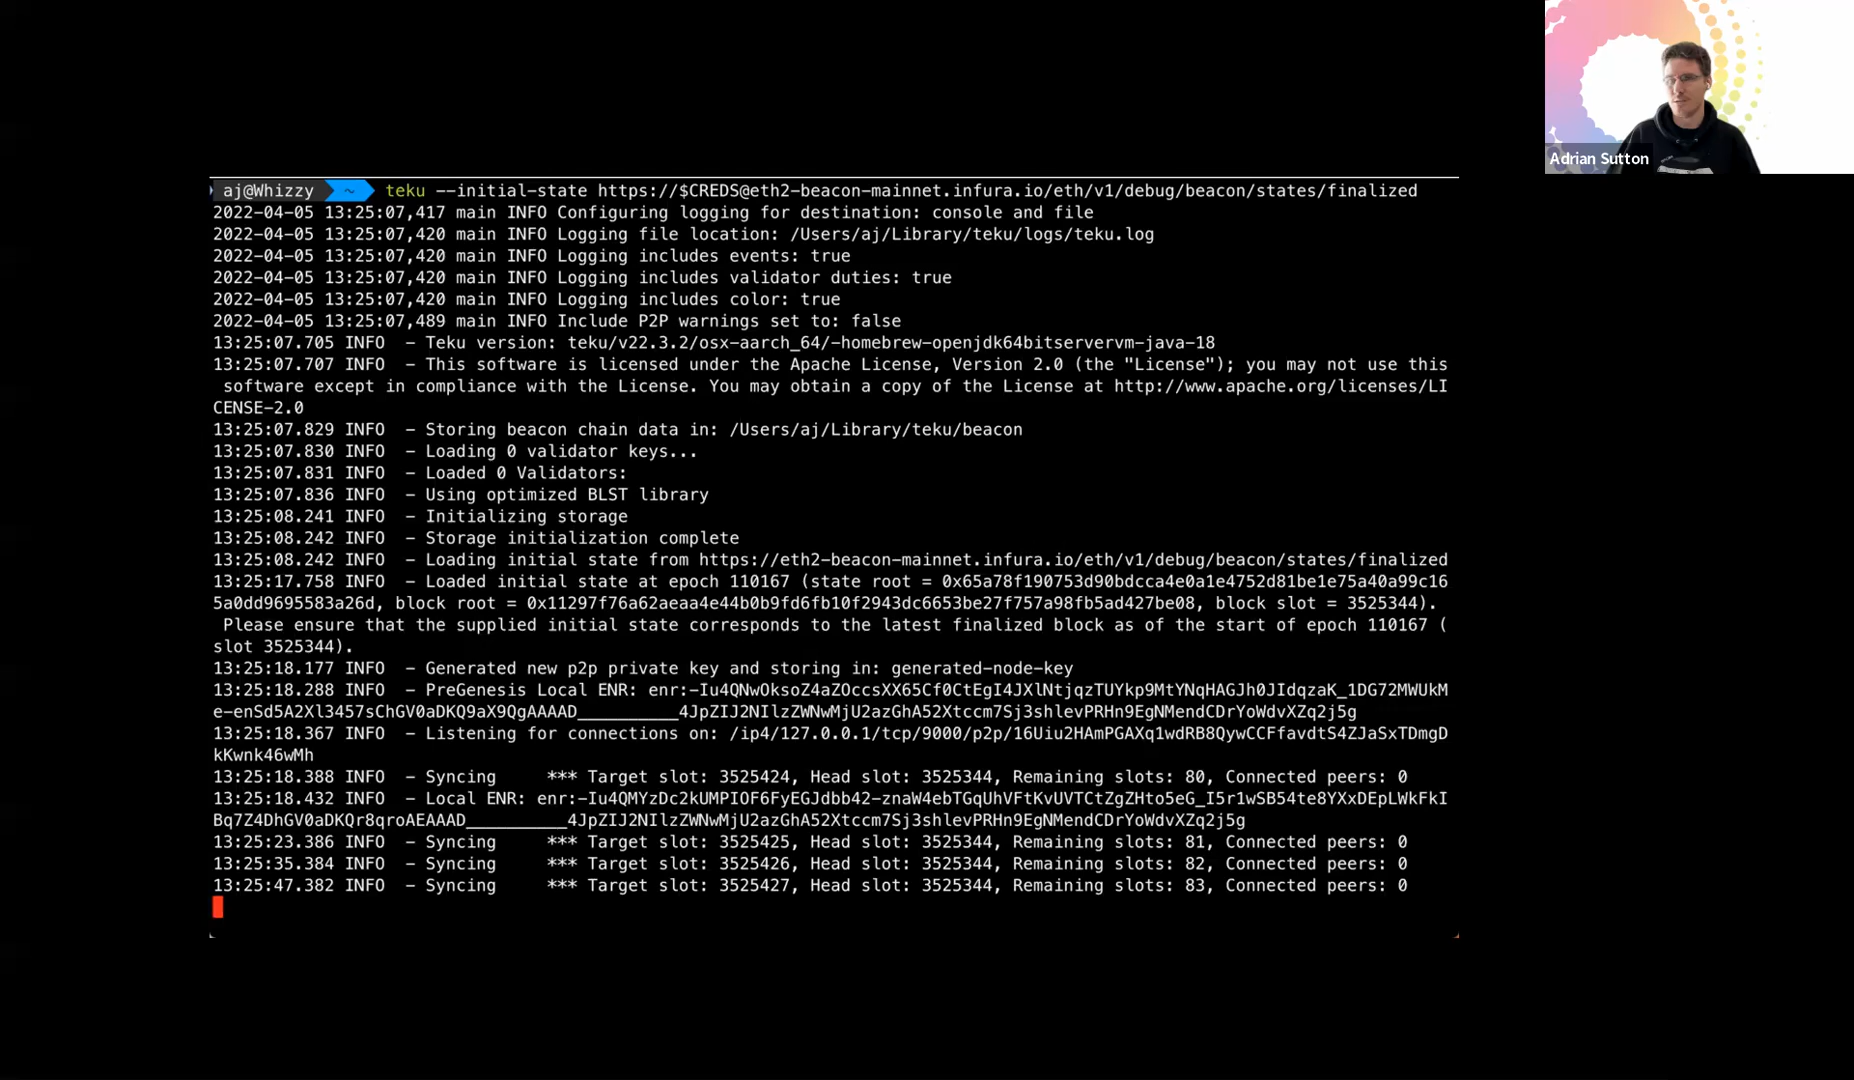 aj@Whizzy ~ teku --initial-state https://$CREDS@eth2-beacon-mainnet.infura.io/eth/v1/debug/beacon/states/finalized
2022-04-05 13:25:07,417 main INFO Configuring logging for destination: console and file
2022-04-05 13:25:07,420 main INFO Logging file location: /Users/aj/Library/teku/logs/teku.log
2022-04-05 13:25:07,420 main INFO Logging includes events: true
2022-04-05 13:25:07,420 main INFO Logging includes validator duties: true
2022-04-05 13:25:07,420 main INFO Logging includes color: true
2022-04-05 13:25:07,489 main INFO Include P2P warnings set to: false
13:25:07.705 INFO  - Teku version: teku/v22.3.2/osx-aarch_64/-homebrew-openjdk64bitservervm-java-18
13:25:07.707 INFO  - This software is licensed under the Apache License, Version 2.0 (the "License"); you may not use this
software except in compliance with the License. You may obtain a copy of the License at http://www.apache.org/licenses/LI
CENSE-2.0
13:25:07.829 INFO  - Storing beacon chain data in: /Users/aj/Library/teku/beacon
13:25:07.830 INFO  - Loading 0 validator keys...
13:25:07.831 INFO  - Loaded 0 Validators:
13:25:07.836 INFO  - Using optimized BLST library
13:25:08.241 INFO  - Initializing storage
13:25:08.242 INFO  - Storage initialization complete
13:25:08.242 INFO  - Loading initial state from https://eth2-beacon-mainnet.infura.io/eth/v1/debug/beacon/states/finalized
13:25:17.758 INFO  - Loaded initial state at epoch 110167 (state root = 0x65a78f190753d90bdcca4e0a1e4752d81be1e75a40a99c16
5a0dd9695583a26d, block root = 0x11297f76a62aeaa4e44b0b9fd6fb10f2943dc6653be27f757a98fb5ad427be08, block slot = 3525344).
Please ensure that the supplied initial state corresponds to the latest finalized block as of the start of epoch 110167 (
slot 3525344).
13:25:18.177 INFO  - Generated new p2p private key and storing in: generated-node-key
13:25:18.288 INFO  - PreGenesis Local ENR: enr:-Iu4QNwOksoZ4aZOccsXX65Cf0CtEgI4JXlNtjqzTUYkp9MtYNqHAGJh0JIdqzaK_1DG72MWUkM
e-enSd5A2Xl3457sChGV0aDKQ9aX9QgAAAAD__________4JpZIJ2NIlzZWNwMjU2azGhA52Xtccm7Sj3shlevPRHn9EgNMendCDrYoWdvXZq2j5g
13:25:18.367 INFO  - Listening for connections on: /ip4/127.0.0.1/tcp/9000/p2p/16Uiu2HAmPGAXq1wdRB8QywCCFfavdtS4ZJaSxTDmgD
kKwnk46wMh
13:25:18.388 INFO  - Syncing     *** Target slot: 3525424, Head slot: 3525344, Remaining slots: 80, Connected peers: 0
13:25:18.432 INFO  - Local ENR: enr:-Iu4QMYzDc2kUMPIOF6FyEGJdbb42-znaW4ebTGqUhVFtKvUVTCtZgZHto5eG_I5r1wSB54te8YXxDEpLWkFkI
Bq7Z4DhGV0aDKQr8qroAEAAAD__________4JpZIJ2NIlzZWNwMjU2azGhA52Xtccm7Sj3shlevPRHn9EgNMendCDrYoWdvXZq2j5g
13:25:23.386 INFO  - Syncing     *** Target slot: 3525425, Head slot: 3525344, Remaining slots: 81, Connected peers: 0
13:25:35.384 INFO  - Syncing     *** Target slot: 3525426, Head slot: 3525344, Remaining slots: 82, Connected peers: 0
13:25:47.382 INFO  - Syncing     *** Target slot: 3525427, Head slot: 3525344, Remaining slots: 83, Connected peers: 0
Adrian Sutton